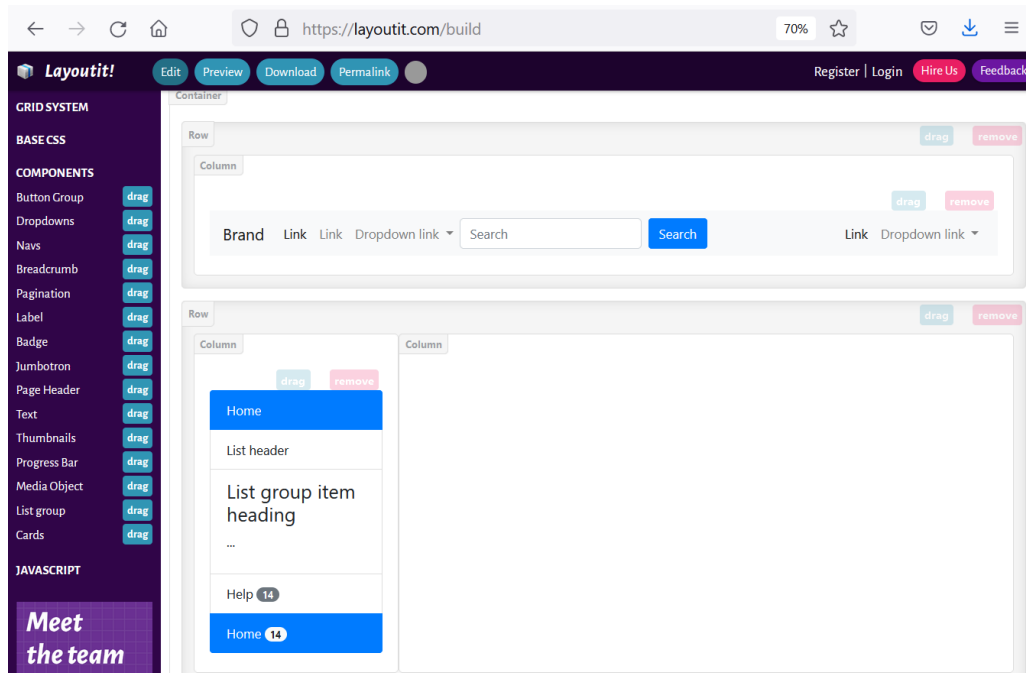 https://layoutit.com/build 70%
Layoutit! Edit Preview Download Permalink Register | Login Hire Us Feedback
GRID SYSTEM
BASE CSS
COMPONENTS
Button Group drag
Dropdowns drag
Navs drag
Breadcrumb drag
Pagination drag
Label drag
Badge drag
Jumbotron drag
Page Header drag
Text drag
Thumbnails drag
Progress Bar drag
Media Object drag
List group drag
Cards drag
JAVASCRIPT
Meet
the team
Container
Row drag remove
Column
drag remove
Brand Link Link Dropdown link Search Search Link Dropdown link
Row drag remove
Column Column
drag remove
Home
List header
List group item
heading
...
Help 14
Home 14